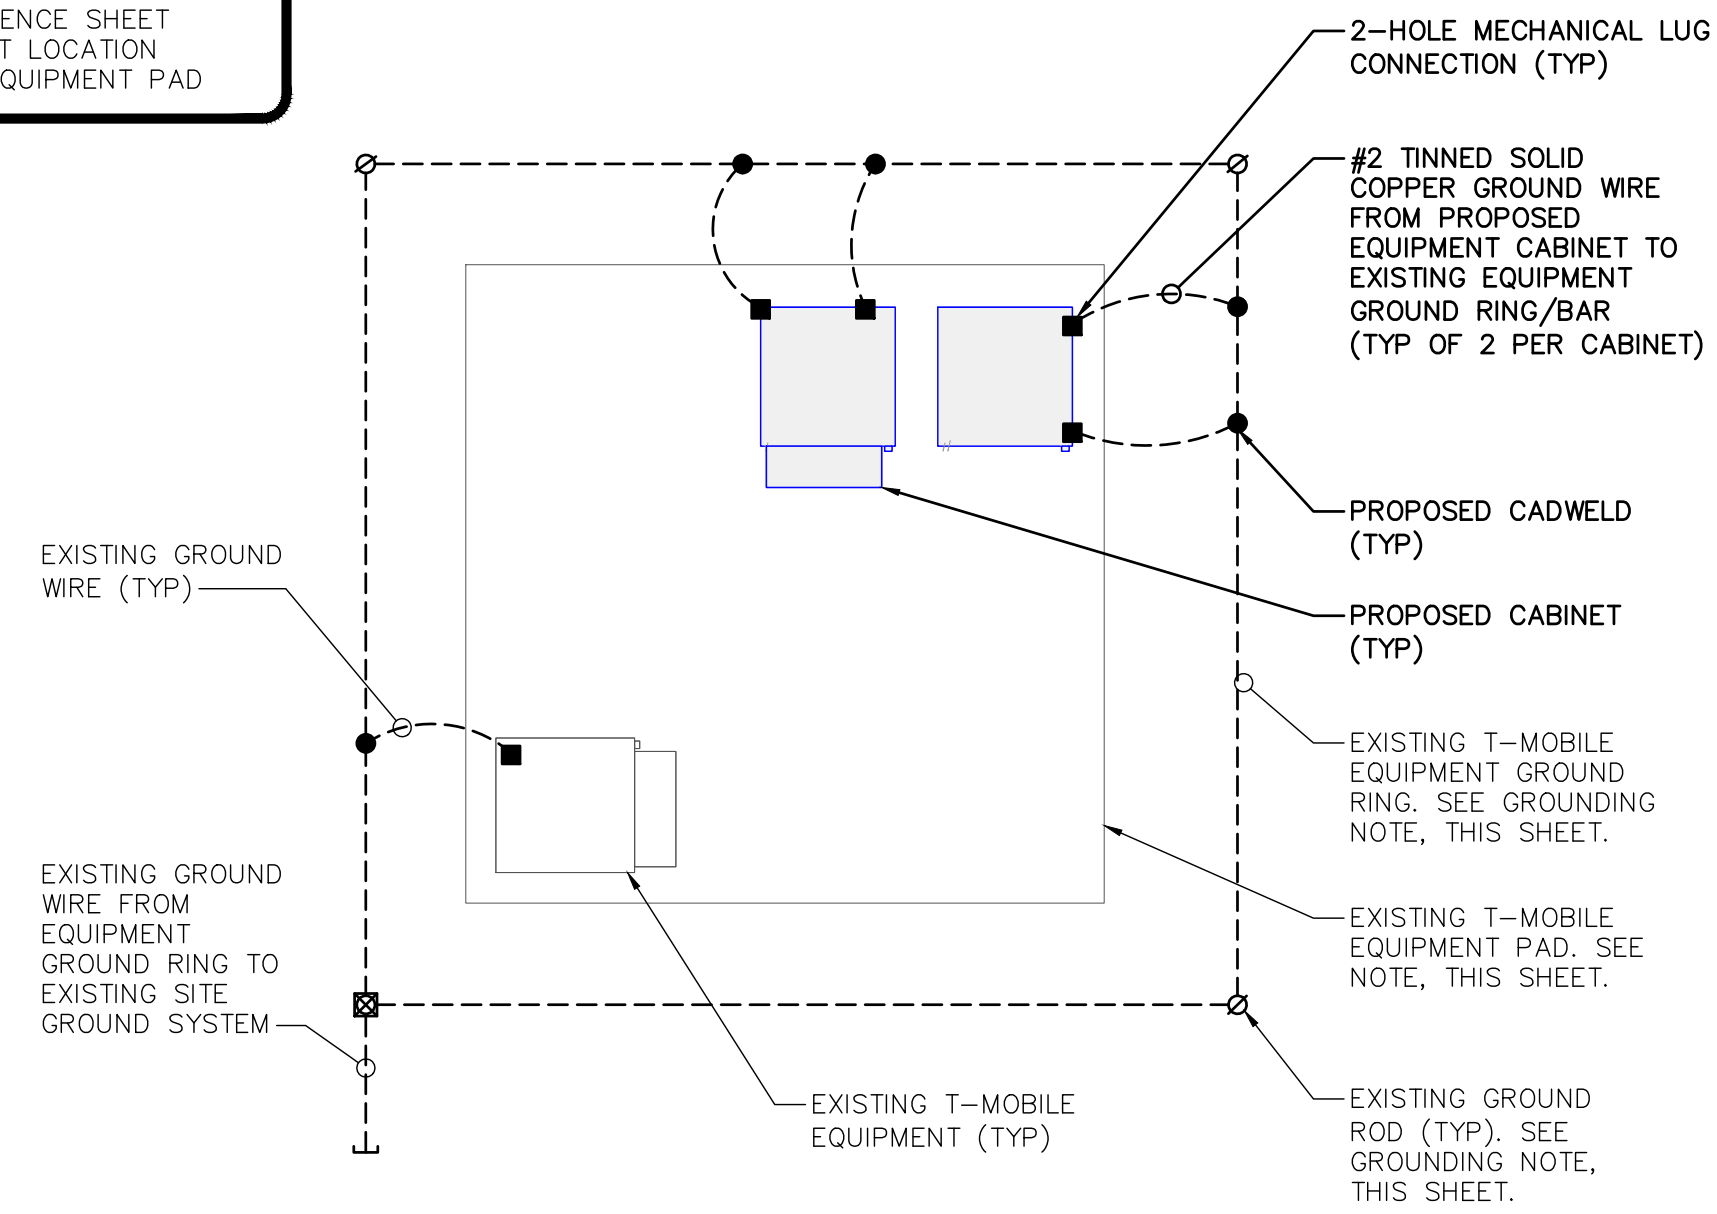 ENCE SHEET
T LOCATION
QUIPMENT PAD
2-HOLE MECHANICAL LUG
CONNECTION (TYP)
#2 TINNED SOLID
COPPER GROUND WIRE
FROM PROPOSED
EQUIPMENT CABINET TO
EXISTING EQUIPMENT
GROUND RING/BAR
(TYP OF 2 PER CABINET)
PROPOSED CADWELD
(TYP)
PROPOSED CABINET
(TYP)
EXISTING GROUND
WIRE (TYP)
EXISTING T-MOBILE
EQUIPMENT GROUND
RING. SEE GROUNDING
NOTE, THIS SHEET.
EXISTING GROUND
WIRE FROM
EQUIPMENT
GROUND RING TO
EXISTING SITE
GROUND SYSTEM
EXISTING T-MOBILE
EQUIPMENT PAD. SEE
NOTE, THIS SHEET.
EXISTING T-MOBILE
EQUIPMENT (TYP)
EXISTING GROUND
ROD (TYP). SEE
GROUNDING NOTE,
THIS SHEET.